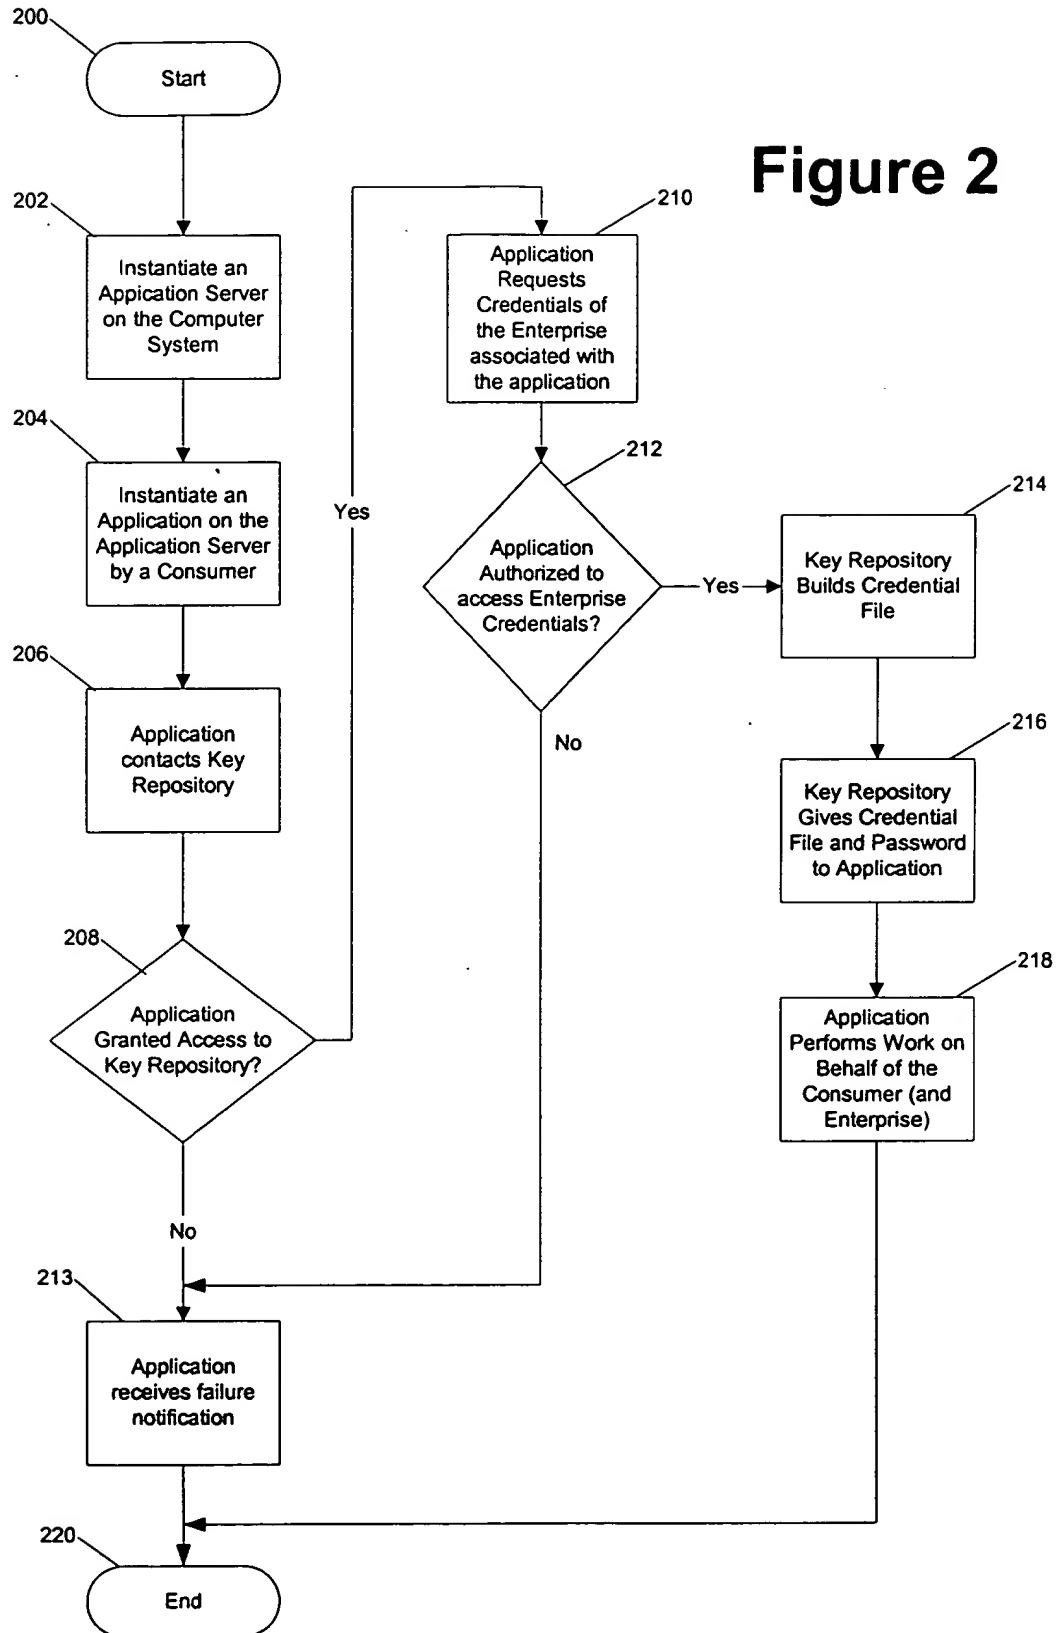 200
Start
Figure 2
202
Instantiate an
Appication Server
on the Computer
System
204
Instantiate an
Application on the
Application Server
by a Consumer
206
Application
contacts Key
Repository
208
Application
Granted Access to
Key Repository?
Yes
No
210
Application
Requests
Credentials of
the Enterprise
associated with
the application
212
Application
Authorized to
access Enterprise
Credentials?
Yes
No
213
Application
receives failure
notification
214
Key Repository
Builds Credential
File
216
Key Repository
Gives Credential
File and Password
to Application
218
Application
Performs Work on
Behalf of the
Consumer (and
Enterprise)
220
End